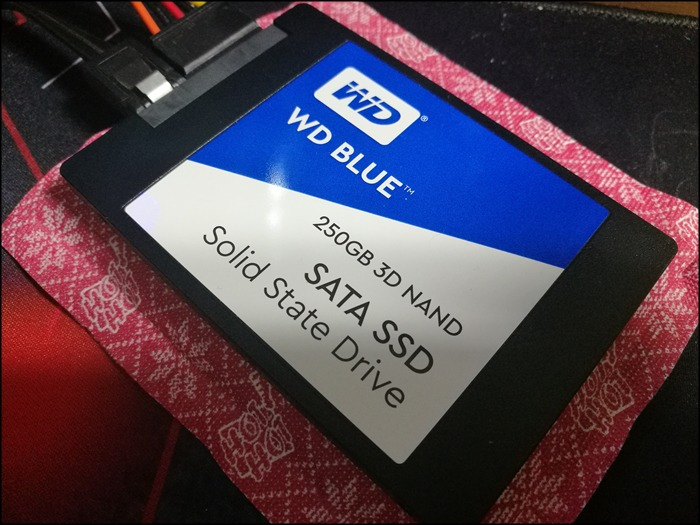 WD®
WD BLUE™
250GB 3D NAND
SATA SSD
Solid State Drive